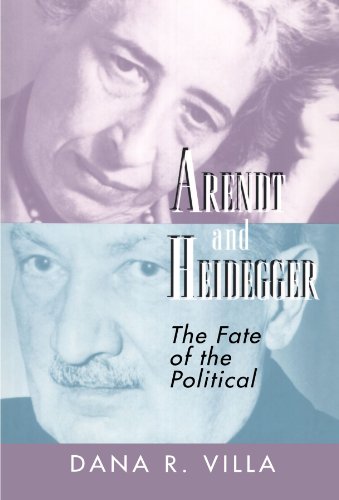 ARENDT
and
HEIDEGGER
The Fate
of the
Political
DANA R. VILLA